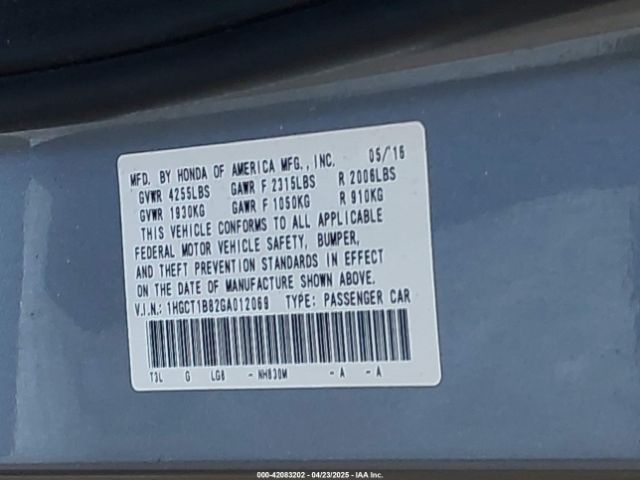 MFD. BY HONDA OF AMERICA MFG., INC. 05/16
GVWR 4255LBS GAWR F 2315LBS R 2006LBS
GVWR 1930KG GAWR F 1050KG R 910KG
THIS VEHICLE CONFORMS TO ALL APPLICABLE
FEDERAL MOTOR VEHICLE SAFETY, BUMPER,
AND THEFT PREVENTION STANDARDS IN EFFECT
ON THE DATE OF MANUFACTURE SHOWN ABOVE.
V.I.N.: 1HGCT1B82GA012069 TYPE: PASSENGER CAR
T3L G LG8 - NH830M - A - A
000-42083202 - 04/23/2025 - IAA Inc.